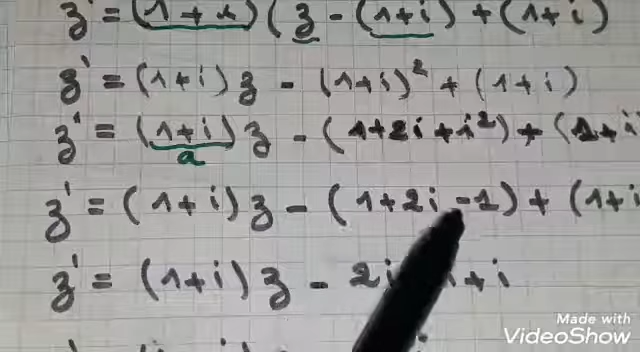 z' = (1+i)(z - (1+i) + (1+i)
z' = (1+i) z - (1+i)² + (1+i)
z' = (1+i) z - (1+2i+i²) + (1+i
a
z' = (1+i) z - (1+2i-1) + (1+i
z' = (1+i) z - 2i +i
Made with
VideoShow